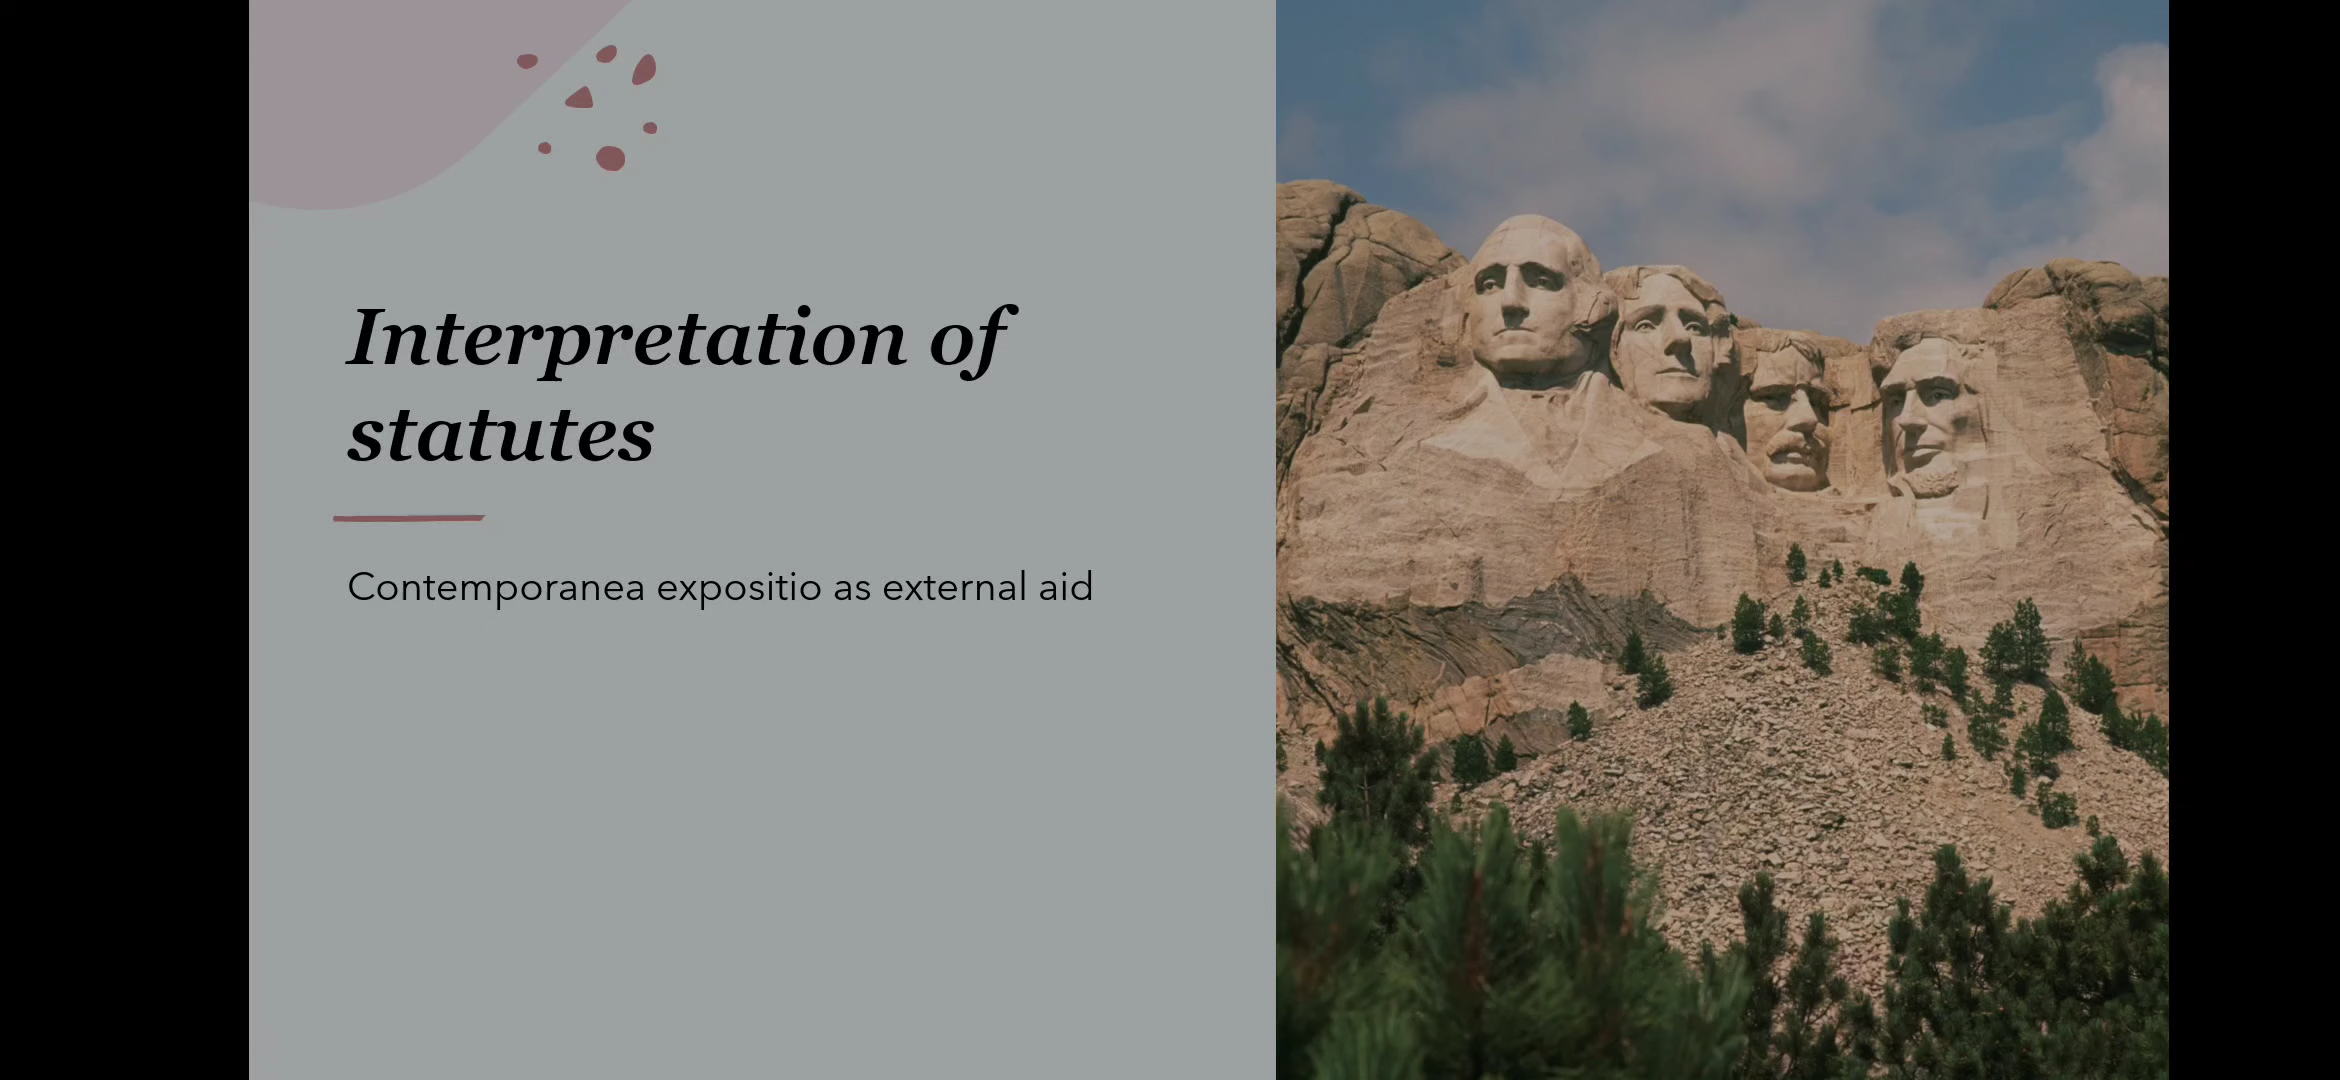 Interpretation of
statutes
Contemporanea expositio as external aid